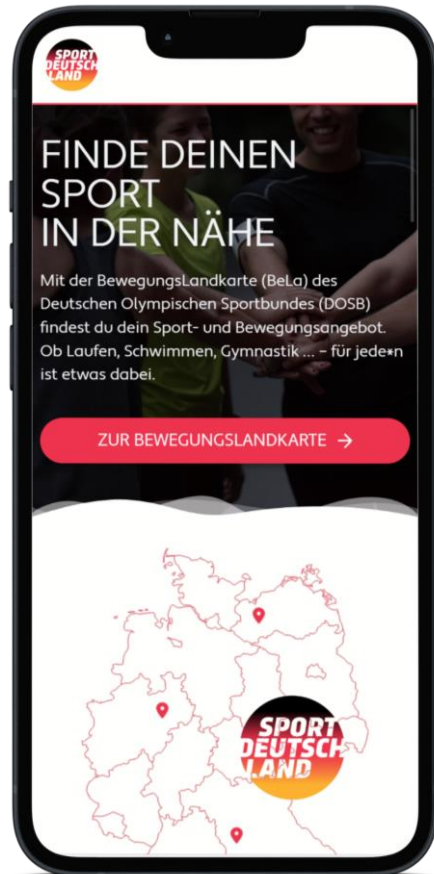 SPORT
DEUTSCH
LAND
FINDE DEINEN
SPORT
IN DER NÄHE
Mit der BewegungsLandkarte (BeLa) des
Deutschen Olympischen Sportbundes (DOSB)
findest du dein Sport- und Bewegungsangebot.
Ob Laufen, Schwimmen, Gymnastik ... – für jede*n
ist etwas dabei.
ZUR BEWEGUNGSLANDKARTE →
SPORT
DEUTSCH
LAND